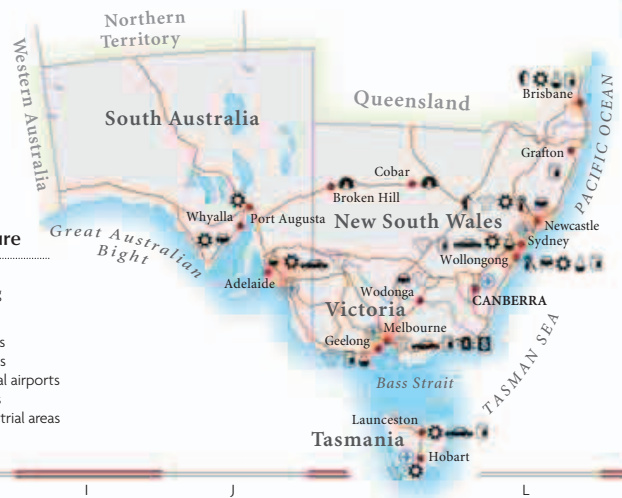 Northern
Territory
Western Australia
South Australia
Queensland
Brisbane
PACIFIC OCEAN
Grafton
Cobar
Broken Hill
Whyalla
Port Augusta
New South Wales
Newcastle
Sydney
Wollongong
Great Australian
Bight
Adelaide
Wodonga
CANBERRA
Victoria
Melbourne
Geelong
TASMAN SEA
Bass Strait
Launceston
Tasmania
Hobart
al airports
trial areas
I
J
L